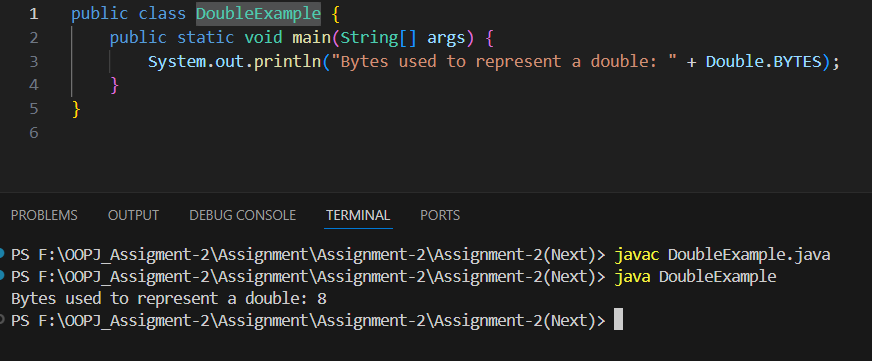 1 public class DoubleExample {
2 public static void main(String[] args) {
3 System.out.println("Bytes used to represent a double: " + Double.BYTES);
4 }
5 }
6
PROBLEMS OUTPUT DEBUG CONSOLE TERMINAL PORTS
PS F:\OOPJ_Assigment-2\Assignment\Assignment-2\Assignment-2(Next)> javac DoubleExample.java
PS F:\OOPJ_Assigment-2\Assignment\Assignment-2\Assignment-2(Next)> java DoubleExample
Bytes used to represent a double: 8
PS F:\OOPJ_Assigment-2\Assignment\Assignment-2\Assignment-2(Next)>